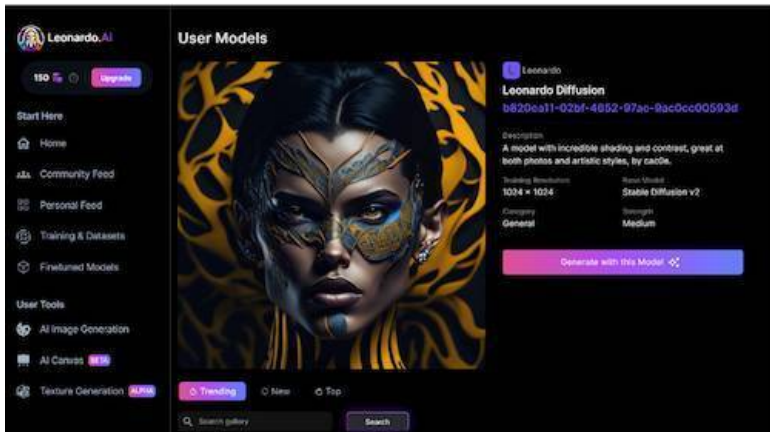 Leonardo.Ai
150
Upgrade
Start Here
Home
Community Feed
Personal Feed
Training & Datasets
Finetuned Models
User Tools
AI Image Generation
AI Canvas BETA
Texture Generation ALPHA
User Models
L Leonardo
Leonardo Diffusion
b820ea11-02bf-4652-97ae-9ac0cc00593d
Description
A model with incredible shading and contrast, great at
both photos and artistic styles, by cac0e.
Training Resolution Base Model
1024 × 1024 Stable Diffusion v2
Category Strength
General Medium
Generate with this Model
Trending New Top
Search gallery Search